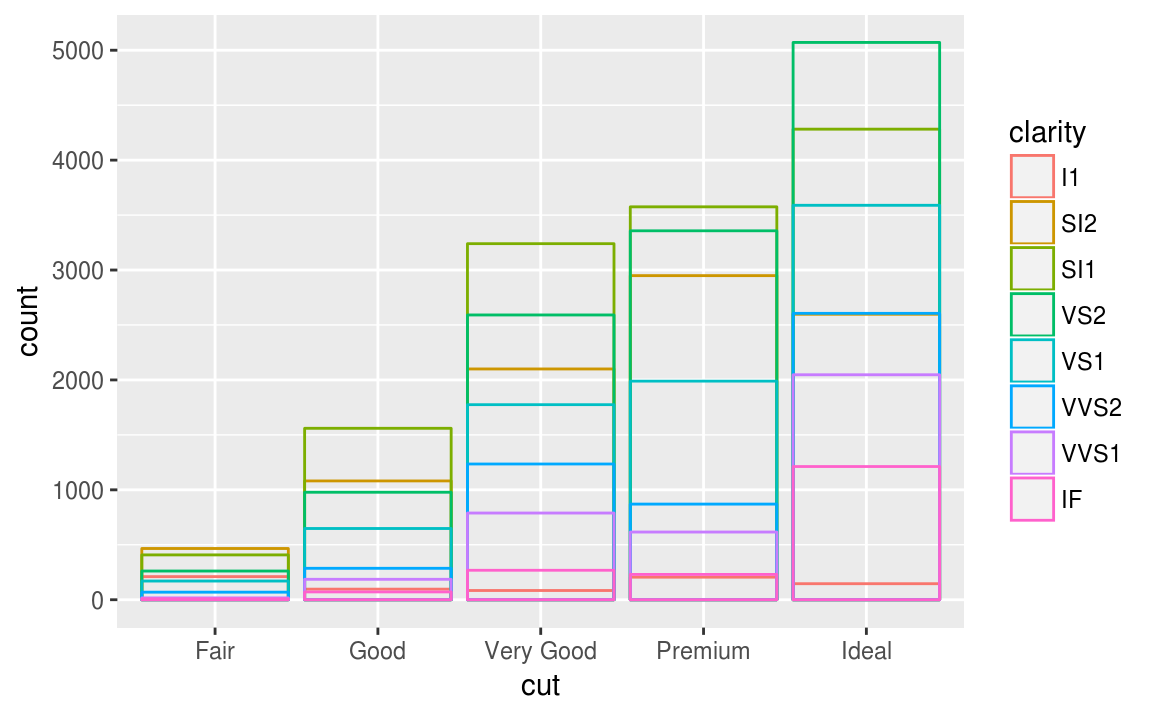 5000
4000
3000
2000
1000
0
count
Fair Good Very Good Premium Ideal
cut
clarity
I1
SI2
SI1
VS2
VS1
VVS2
VVS1
IF